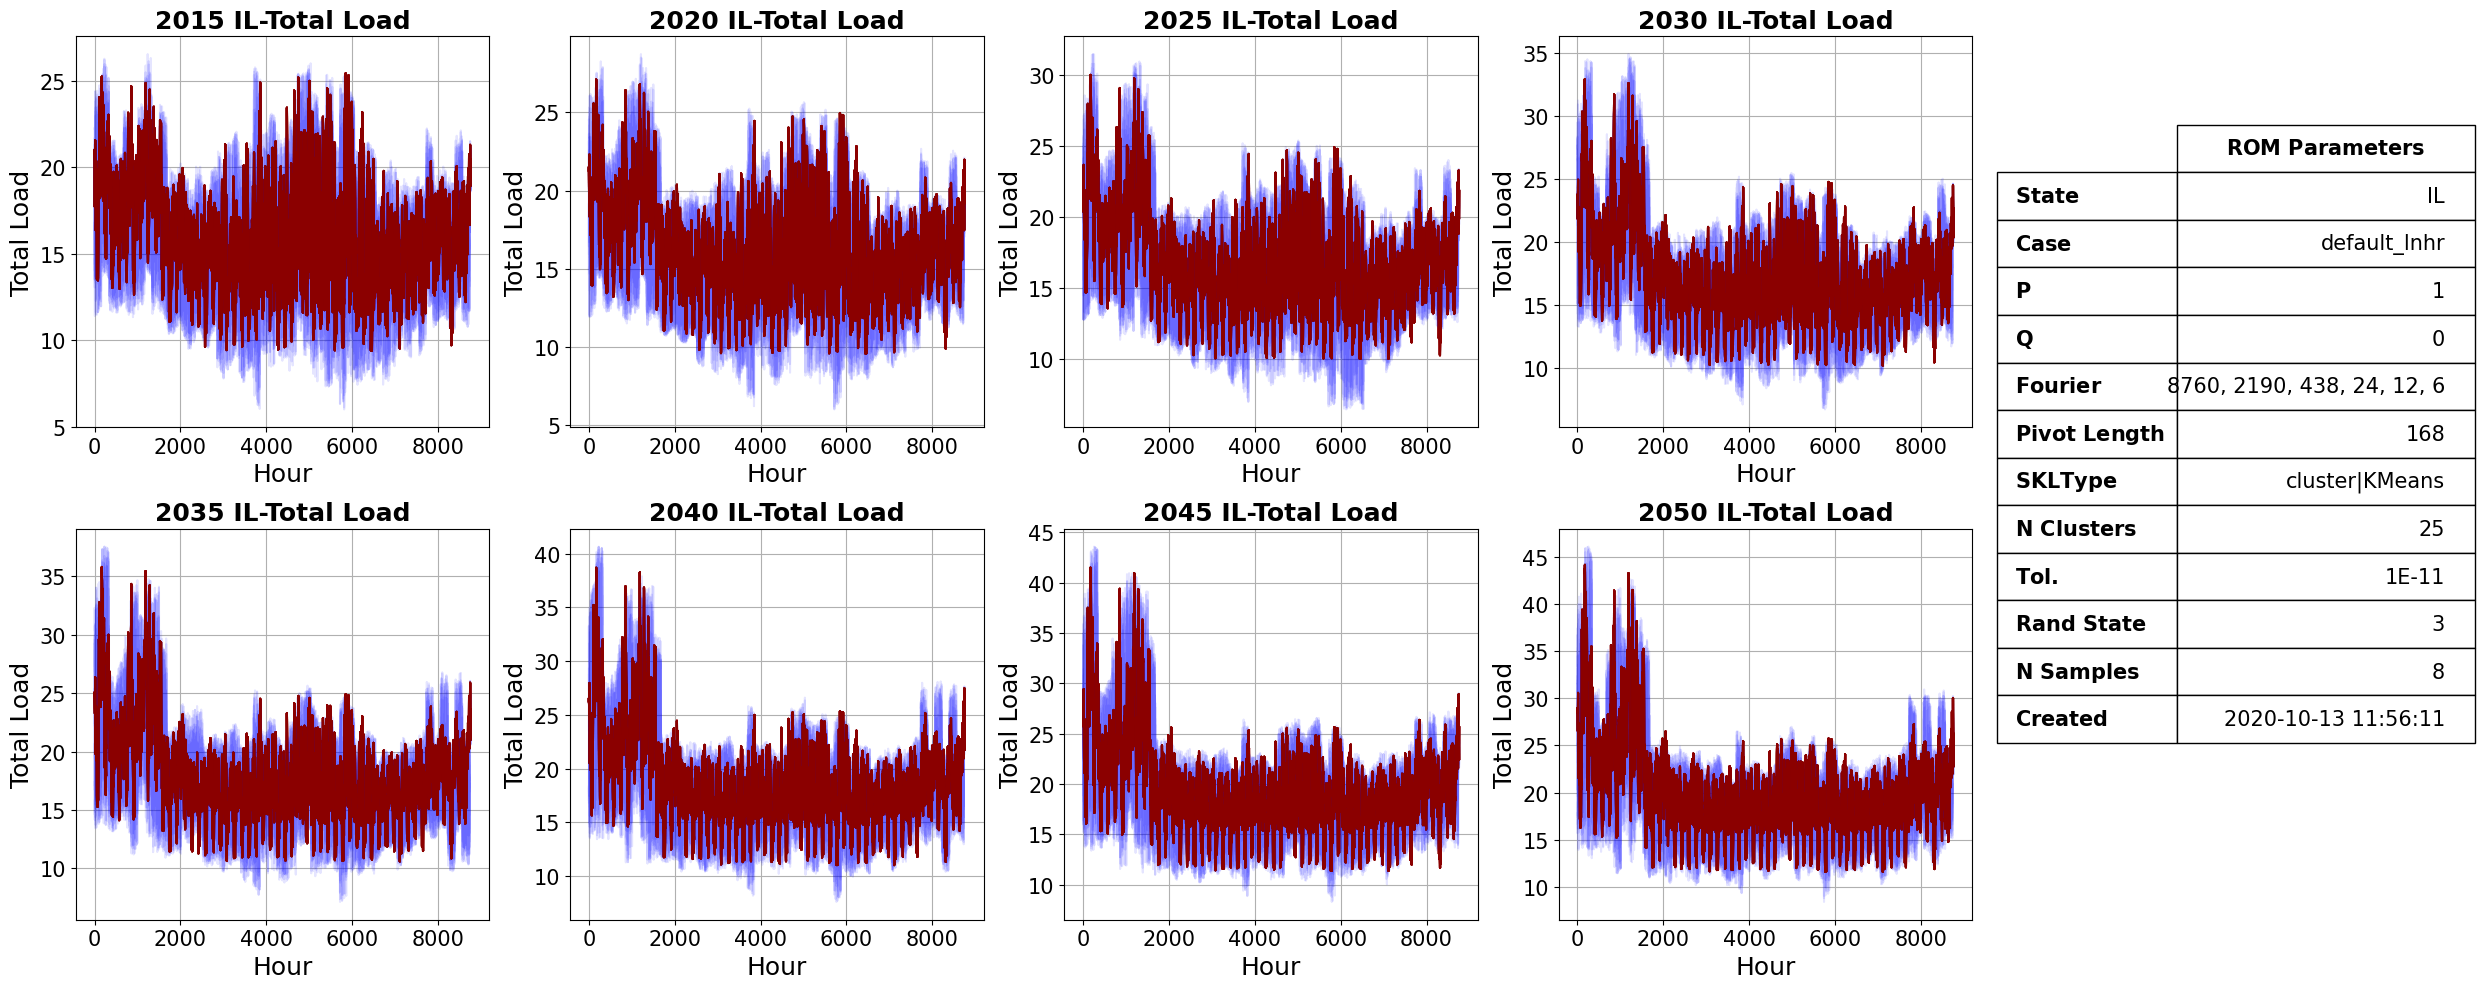 2015 IL-Total Load
25
20
15
10
5
Total Load
0 2000 4000 6000 8000
Hour
2020 IL-Total Load
25
20
15
10
5
Total Load
0 2000 4000 6000 8000
Hour
2025 IL-Total Load
30
25
20
15
10
Total Load
0 2000 4000 6000 8000
Hour
2030 IL-Total Load
35
30
25
20
15
10
Total Load
0 2000 4000 6000 8000
Hour
2035 IL-Total Load
35
30
25
20
15
10
Total Load
0 2000 4000 6000 8000
Hour
2040 IL-Total Load
40
35
30
25
20
15
10
Total Load
0 2000 4000 6000 8000
Hour
2045 IL-Total Load
45
40
35
30
25
20
15
10
Total Load
0 2000 4000 6000 8000
Hour
2050 IL-Total Load
45
40
35
30
25
20
15
10
Total Load
0 2000 4000 6000 8000
Hour
ROM Parameters
State IL
Case default_lnhr
P 1
Q 0
Fourier 8760, 2190, 438, 24, 12, 6
Pivot Length 168
SKLType cluster|KMeans
N Clusters 25
Tol. 1E-11
Rand State 3
N Samples 8
Created 2020-10-13 11:56:11